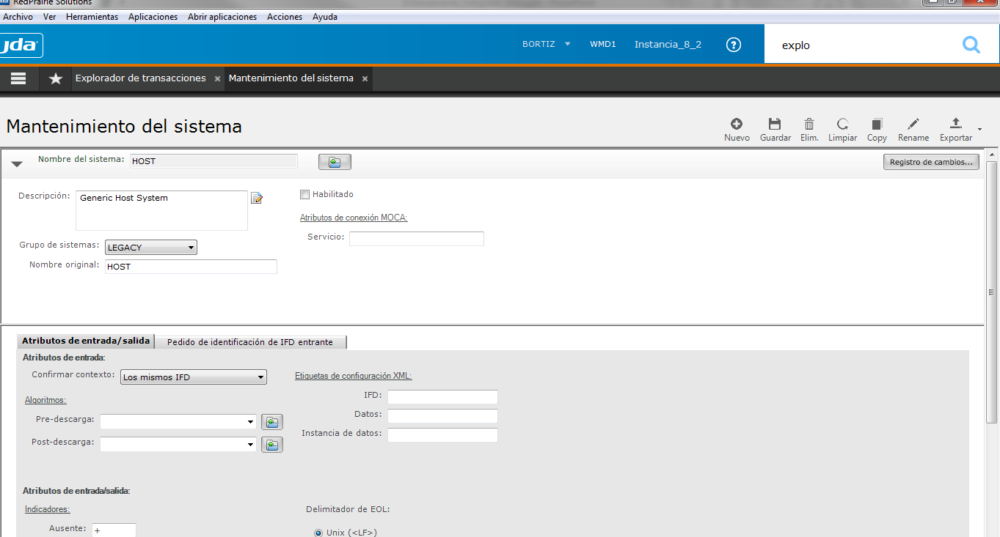 RedPrairie Solutions
Archivo Ver Herramientas Aplicaciones Abrir aplicaciones Acciones Ayuda
jda
BORTIZ WMD1 Instancia_8_2 ? explo
Explorador de transacciones × Mantenimiento del sistema ×
Mantenimiento del sistema
Nuevo Guardar Elim. Limpiar Copy Rename Exportar
Nombre del sistema: HOST Registro de cambios...
Descripción: Generic Host System Habilitado
Atributos de conexión MOCA:
Servicio:
Grupo de sistemas: LEGACY
Nombre original: HOST
Atributos de entrada/salida Pedido de identificación de IFD entrante
Atributos de entrada:
Confirmar contexto: Los mismos IFD Etiquetas de configuración XML:
IFD:
Algoritmos:
Datos:
Pre-descarga:
Instancia de datos:
Post-descarga:
Atributos de entrada/salida:
Indicadores: Delimitador de EOL:
Ausente: + Unix (<LF>)